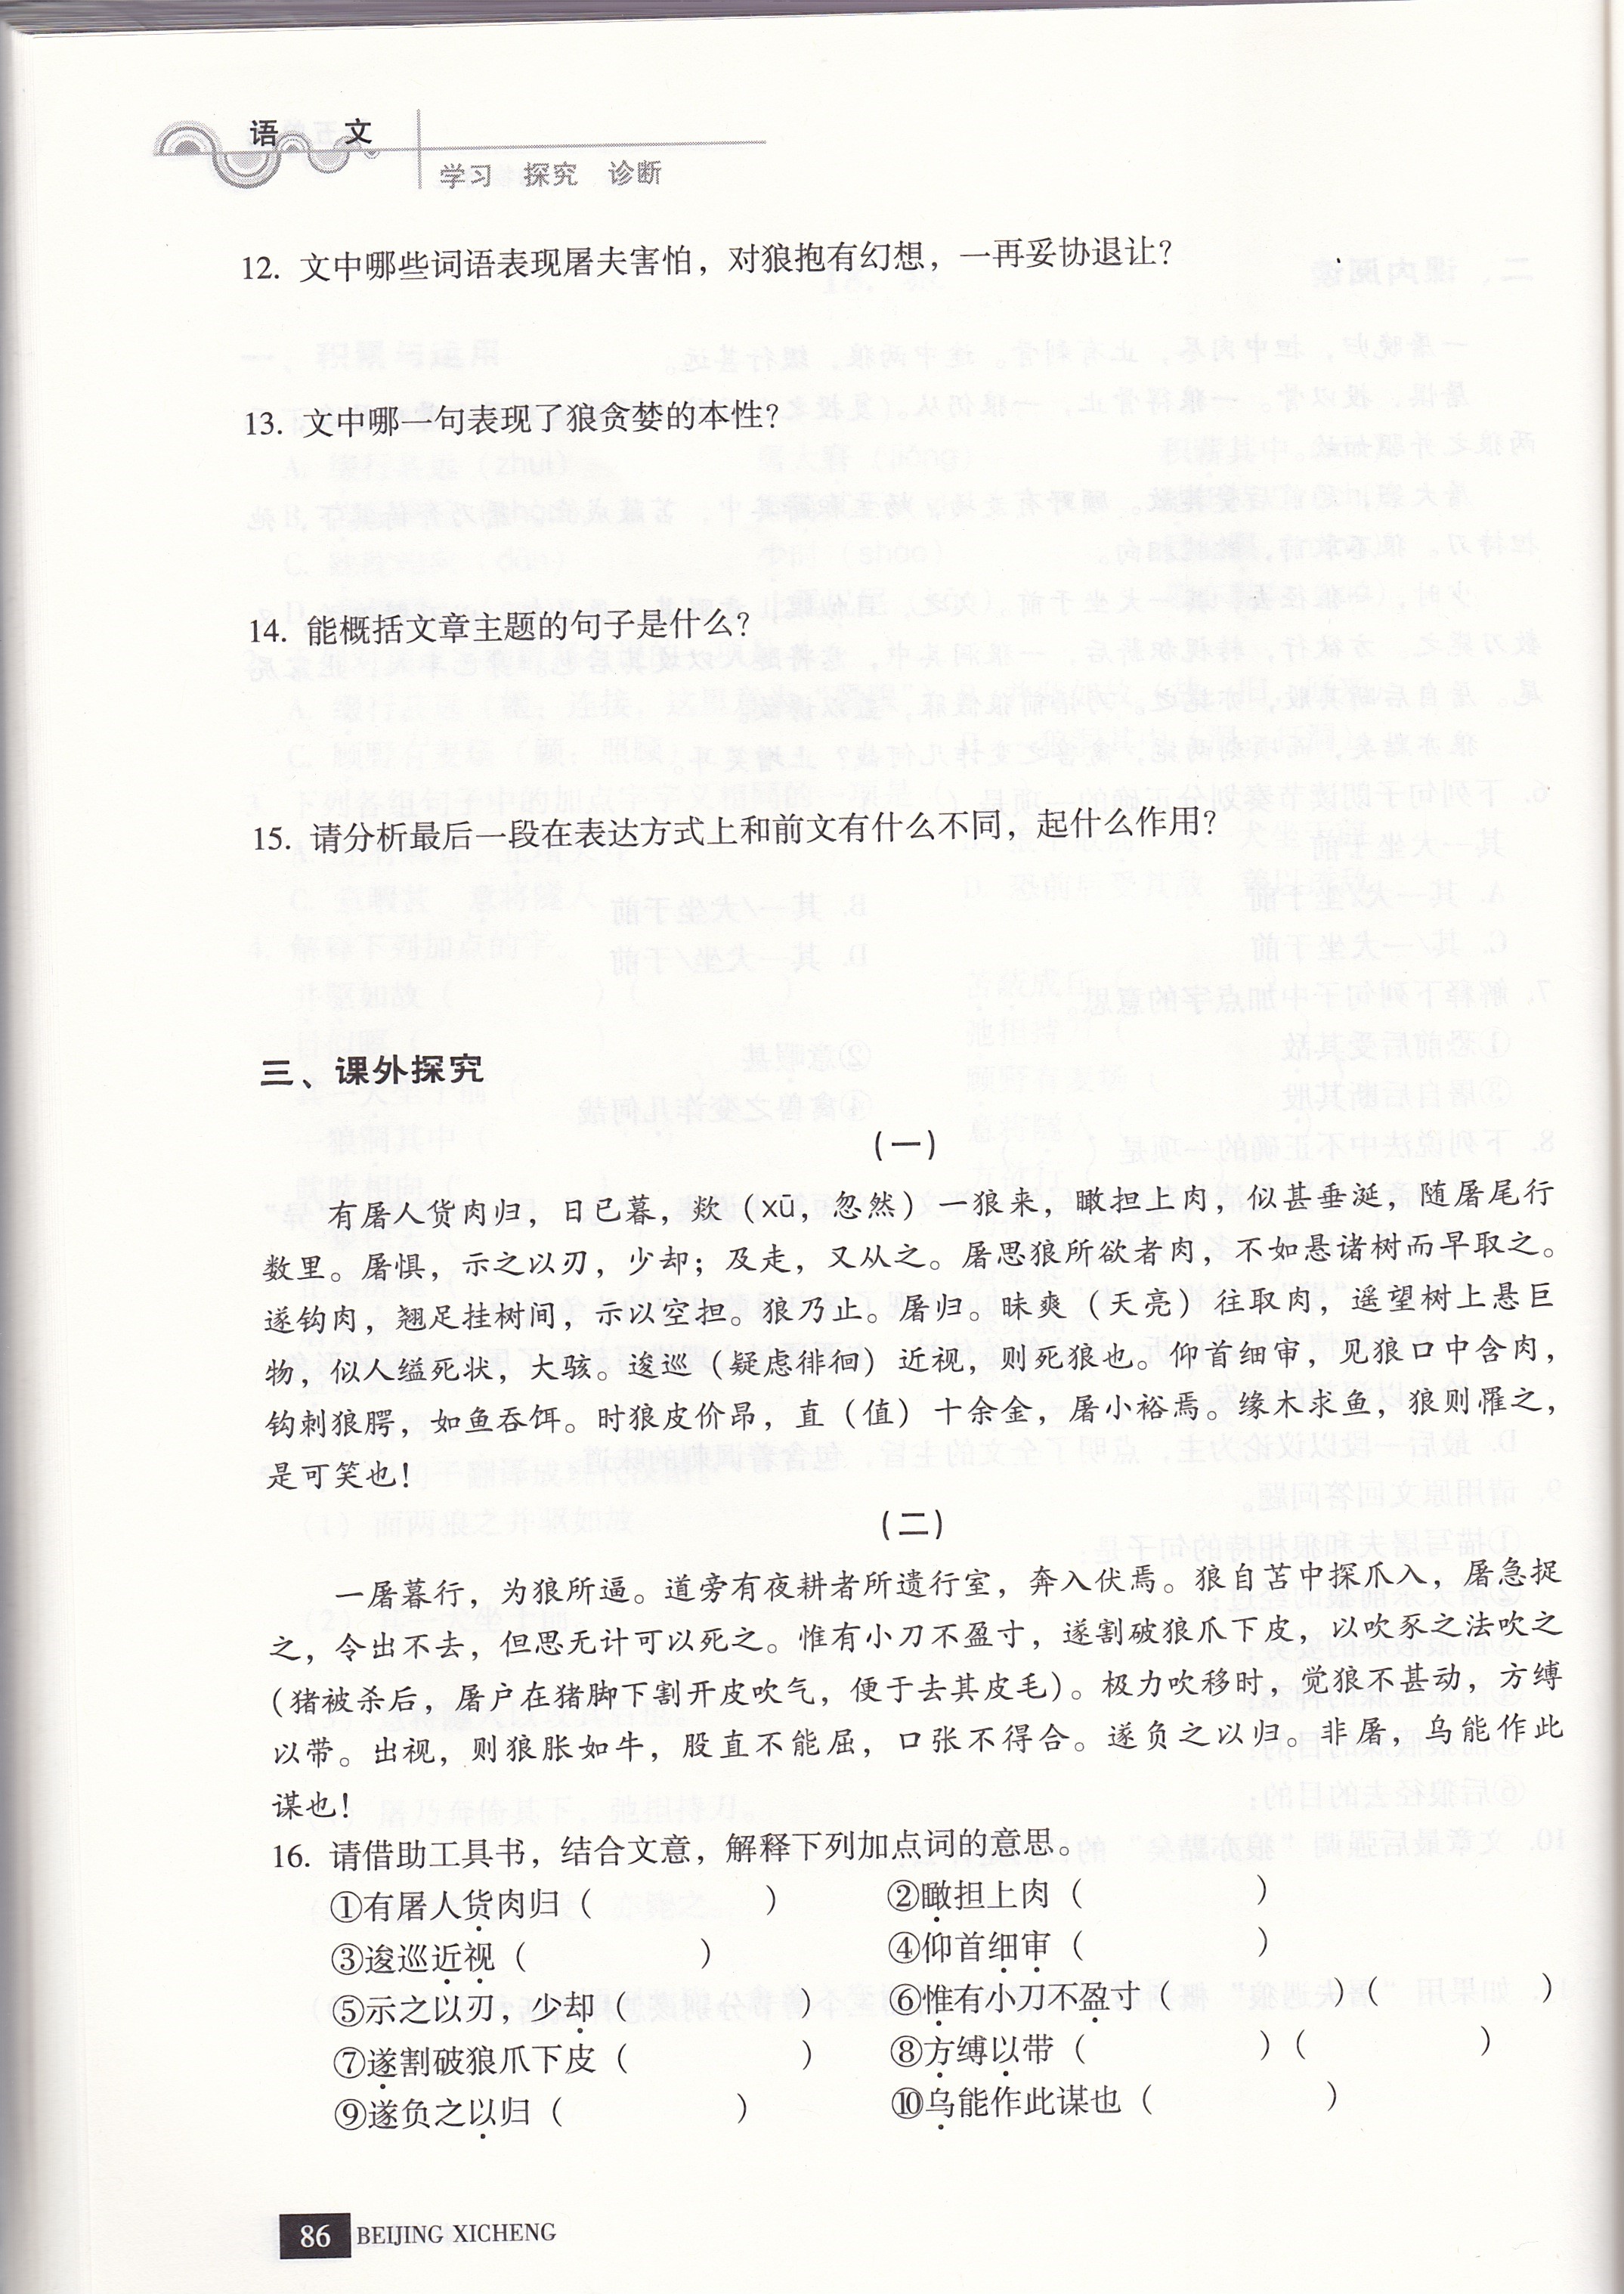 语 文
学习 探究 诊断
12. 文中哪些词语表现屠夫害怕，对狼抱有幻想，一再妥协退让？
13. 文中哪一句表现了狼贪婪的本性？
14. 能概括文章主题的句子是什么？
15. 请分析最后一段在表达方式上和前文有什么不同，起什么作用？
三、课外探究
（一）
有屠人货肉归，日已暮，欻（xū，忽然）一狼来，瞰担上肉，似甚垂涎，随屠尾行
数里。屠惧，示之以刃，少却；及走，又从之。屠思狼所欲者肉，不如悬诸树而早取之。
遂钩肉，翘足挂树间，示以空担。狼乃止。屠归。昧爽（天亮）往取肉，遥望树上悬巨
物，似人缢死状，大骇。逡巡（疑虑徘徊）近视，则死狼也。仰首细审，见狼口中含肉，
钩刺狼腭，如鱼吞饵。时狼皮价昂，直（值）十余金，屠小裕焉。缘木求鱼，狼则罹之，
是可笑也！
（二）
一屠暮行，为狼所逼。道旁有夜耕者所遗行室，奔入伏焉。狼自苫中探爪入，屠急捉
之，令出不去，但思无计可以死之。惟有小刀不盈寸，遂割破狼爪下皮，以吹豕之法吹之
（猪被杀后，屠户在猪脚下割开皮吹气，便于去其皮毛）。极力吹移时，觉狼不甚动，方缚
以带。出视，则狼胀如牛，股直不能屈，口张不得合。遂负之以归。非屠，乌能作此
谋也！
16. 请借助工具书，结合文意，解释下列加点词的意思。
①有屠人货肉归（ ） ②瞰担上肉（ ）
③逡巡近视（ ） ④仰首细审（ ）
⑤示之以刃，少却（ ） ⑥惟有小刀不盈寸（ ）（ ）
⑦遂割破狼爪下皮（ ） ⑧方缚以带（ ）（ ）
⑨遂负之以归（ ） ⑩乌能作此谋也（ ）
86 BEIJING XICHENG